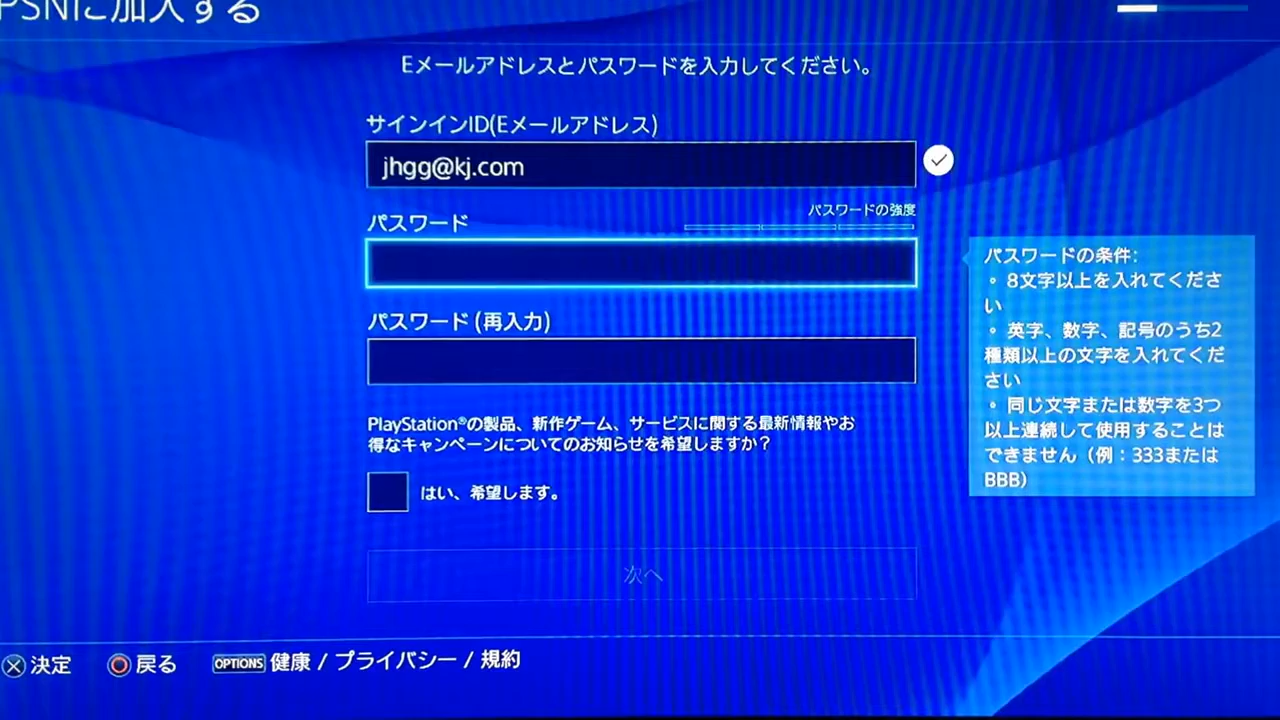 PSNに加入する
Eメールアドレスとパスワードを入力してください。
サインインID(Eメールアドレス)
jhgg@kj.com
パスワードの強度
パスワード
パスワード (再入力)
パスワードの条件:
• 8文字以上を入れてくださ
い
• 英字、数字、記号のうち2
種類以上の文字を入れてくだ
さい
• 同じ文字または数字を3つ
以上連続して使用することは
できません（例：333または
BBB）
PlayStation®の製品、新作ゲーム、サービスに関する最新情報やお
得なキャンペーンについてのお知らせを希望しますか？
はい、希望します。
次へ
決定 戻る OPTIONS 健康 / プライバシー / 規約